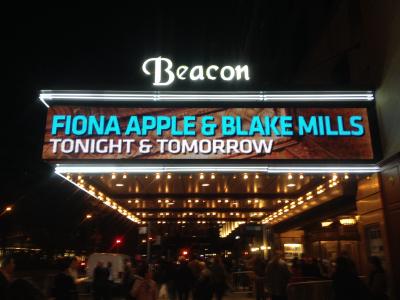 Beacon
FIONA APPLE & BLAKE MILLS
TONIGHT & TOMORROW